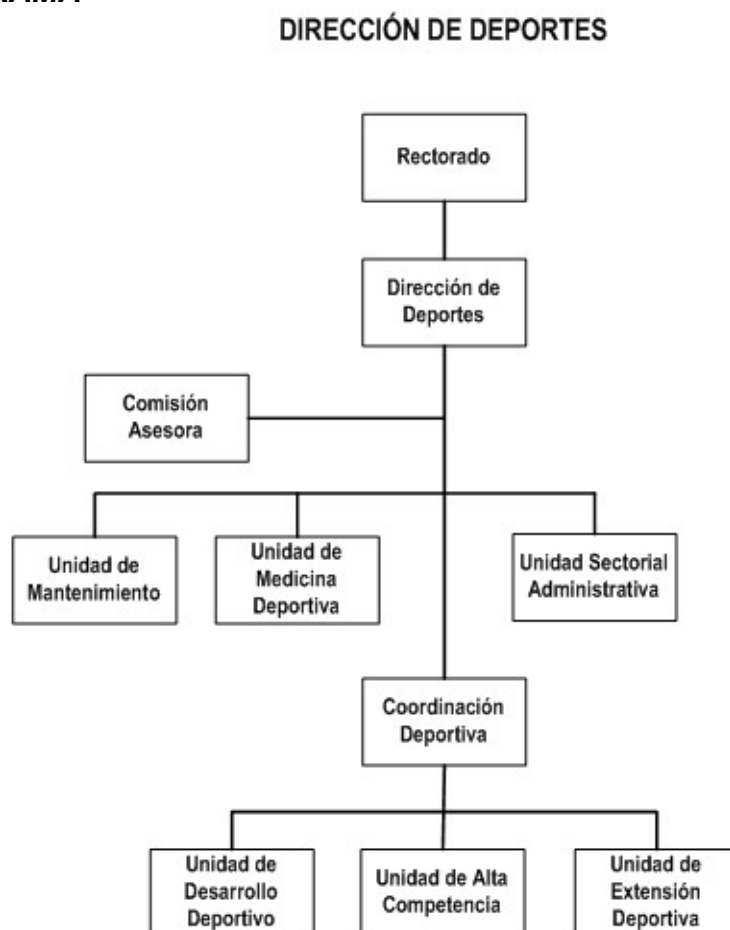 DIRECCIÓN DE DEPORTES
Rectorado
Dirección de
Deportes
Comisión
Asesora
Unidad de
Mantenimiento
Unidad de
Medicina
Deportiva
Unidad Sectorial
Administrativa
Coordinación
Deportiva
Unidad de
Desarrollo
Deportivo
Unidad de Alta
Competencia
Unidad de
Extensión
Deportiva